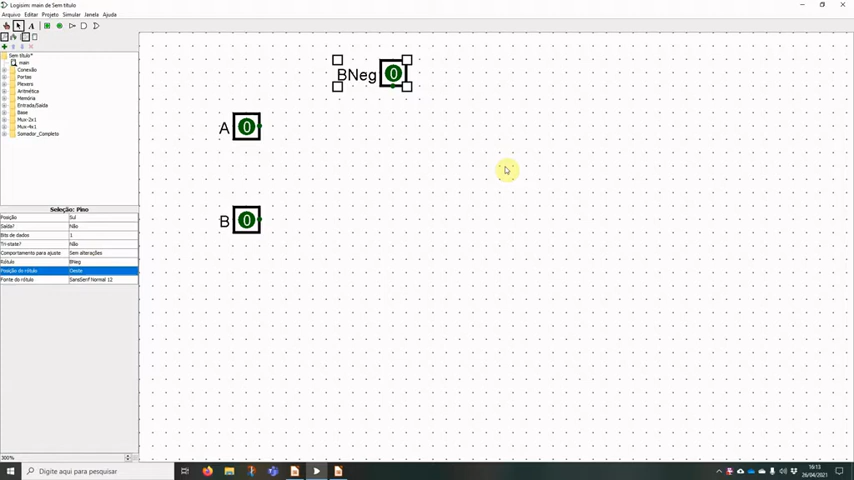 Logisim: main de Sem título
Arquivo Editar Projeto Simular Janela Ajuda
A
Sem título*
main
Conexão
Portas
Plexers
Aritmética
Memória
Entrada/Saída
Base
Mux-2x1
Mux-4x1
Somador_Completo
BNeg 0
A 0
B 0
Seleção: Pino
Posição Sul
Saída? Não
Bits de dados 1
Tri-state? Não
Comportamento para ajuste Sem alterações
Rótulo BNeg
Posição do rótulo Oeste
Fonte do rótulo SansSerif Normal 12
300%
Digite aqui para pesquisar
16:13
26/04/2021